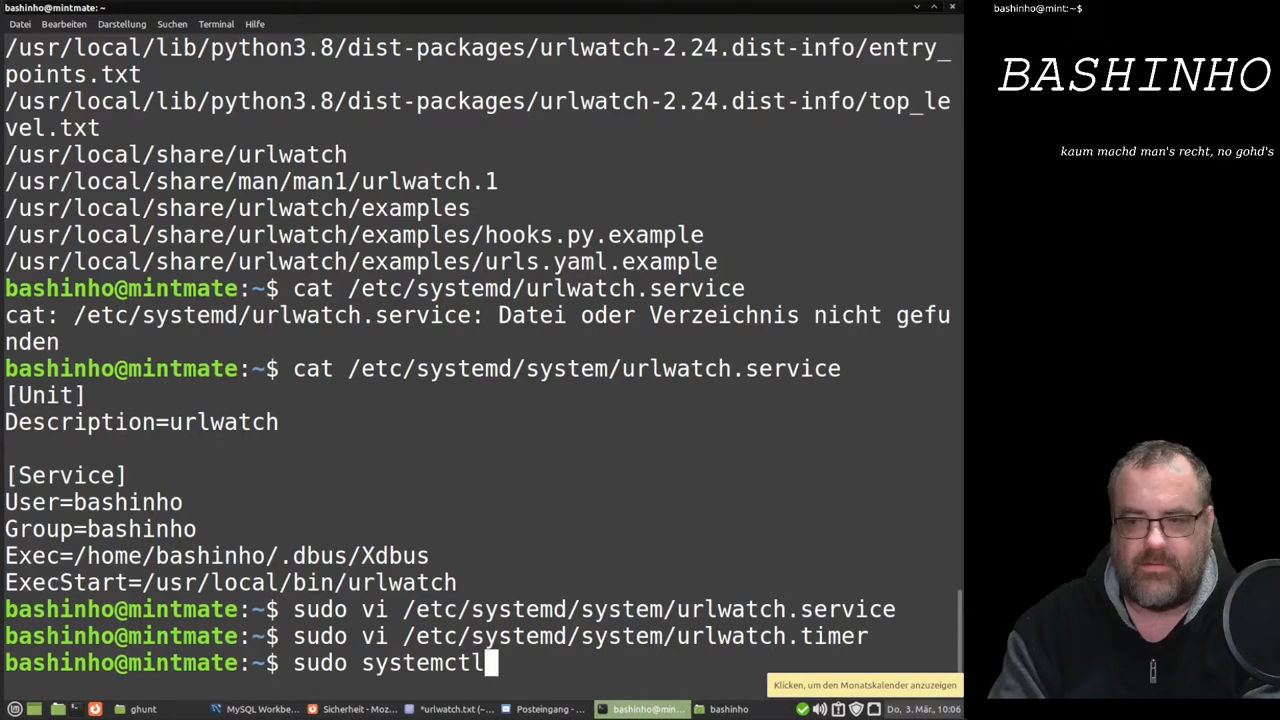 bashinho@mintmate: ~
Datei Bearbeiten Darstellung Suchen Terminal Hilfe
/usr/local/lib/python3.8/dist-packages/urlwatch-2.24.dist-info/entry_
points.txt
/usr/local/lib/python3.8/dist-packages/urlwatch-2.24.dist-info/top_le
vel.txt
/usr/local/share/urlwatch
/usr/local/share/man/man1/urlwatch.1
/usr/local/share/urlwatch/examples
/usr/local/share/urlwatch/examples/hooks.py.example
/usr/local/share/urlwatch/examples/urls.yaml.example
bashinho@mintmate:~$ cat /etc/systemd/urlwatch.service
cat: /etc/systemd/urlwatch.service: Datei oder Verzeichnis nicht gefu
nden
bashinho@mintmate:~$ cat /etc/systemd/system/urlwatch.service
[Unit]
Description=urlwatch
[Service]
User=bashinho
Group=bashinho
Exec=/home/bashinho/.dbus/Xdbus
ExecStart=/usr/local/bin/urlwatch
bashinho@mintmate:~$ sudo vi /etc/systemd/system/urlwatch.service
bashinho@mintmate:~$ sudo vi /etc/systemd/system/urlwatch.timer
bashinho@mintmate:~$ sudo systemctl
Klicken, um den Monatskalender anzuzeigen
ghunt MySQL Workbe... Sicherheit - Moz... *urlwatch.txt (~... Posteingang - ... bashinho@min... bashinho Do, 3. Mär., 10:06
bashinho@mint:~$
BASHINHO
kaum machd man's recht, no gohd's